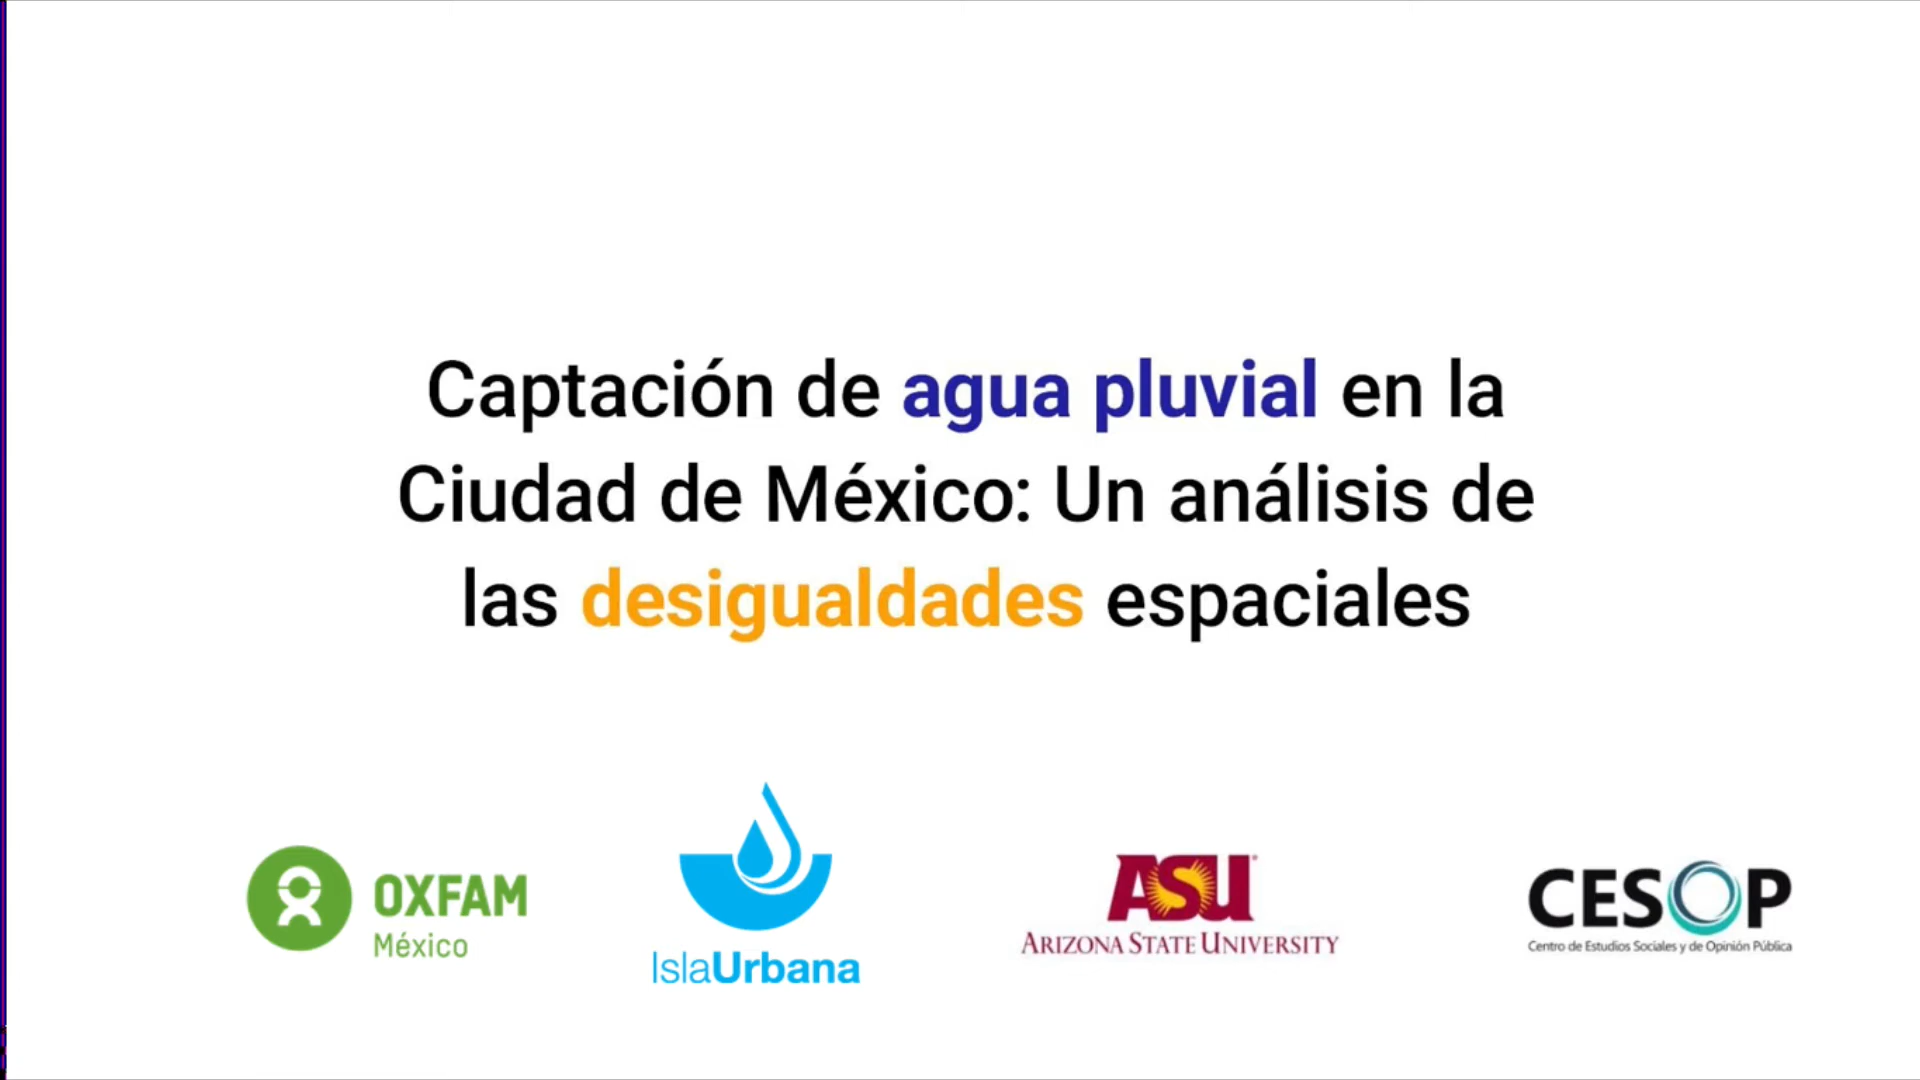 Captación de agua pluvial en la
Ciudad de México: Un análisis de
las desigualdades espaciales
OXFAM
México
IslaUrbana
ASU
ARIZONA STATE UNIVERSITY
CESOP
Centro de Estudios Sociales y de Opinión Pública